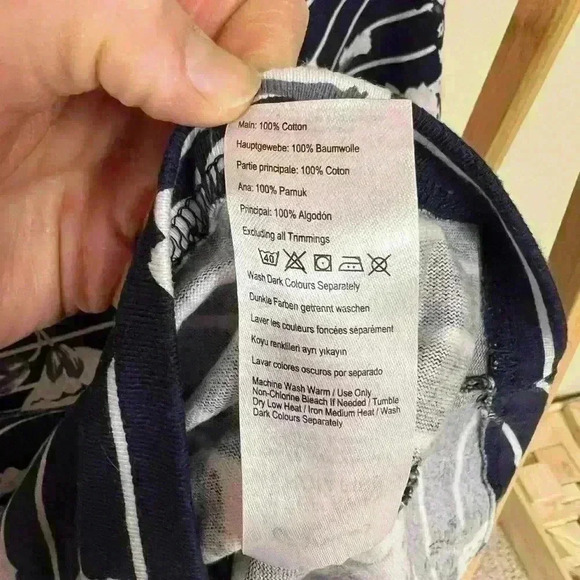 Main: 100% Cotton
Hauptgewebe: 100% Baumwolle
Partie principale: 100% Coton
Ana: 100% Pamuk
Principal: 100% Algodón
Excluding all Trimmings
40
Wash Dark Colours Separately
Dunkle Farben getrennt waschen
Laver les couleurs foncées séparément
Koyu renklileri ayrı yıkayın
Lavar colores oscuros por separado
Machine Wash Warm / Use Only
Non-Chlorine Bleach If Needed / Tumble
Dry Low Heat / Iron Medium Heat / Wash
Dark Colours Separately